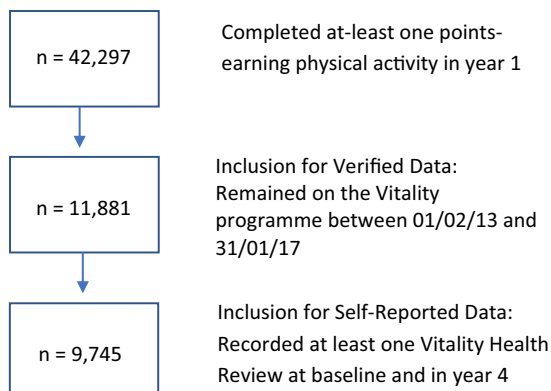 n = 42,297
Completed at-least one points-
earning physical activity in year 1
n = 11,881
Inclusion for Verified Data:
Remained on the Vitality
programme between 01/02/13 and
31/01/17
n = 9,745
Inclusion for Self-Reported Data:
Recorded at least one Vitality Health
Review at baseline and in year 4